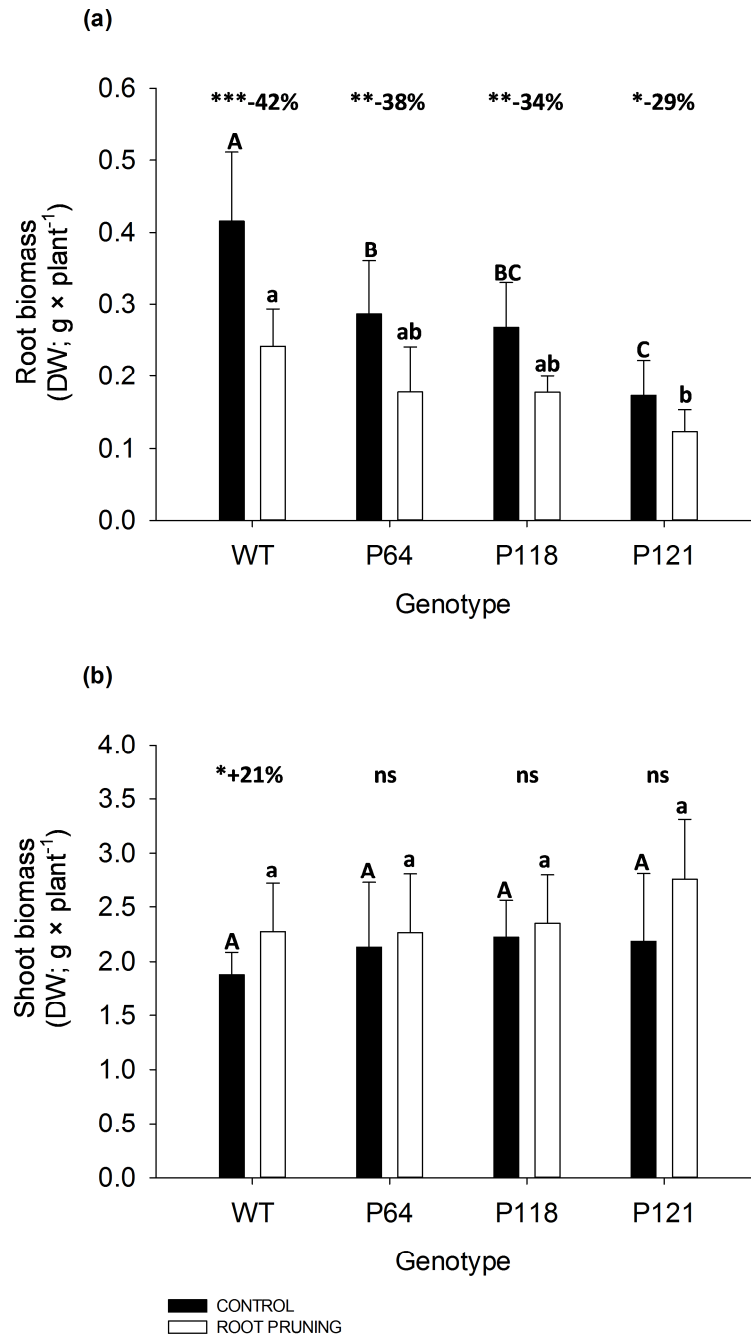 (a)
Root biomass
(DW; g × plant⁻¹)
0.6
0.5
0.4
0.3
0.2
0.1
0.0
***-42% **-38% **-34% *-29%
A a B ab BC ab C b
WT P64 P118 P121
Genotype
(b)
Shoot biomass
(DW; g × plant⁻¹)
4.0
3.5
3.0
2.5
2.0
1.5
1.0
0.5
0.0
*+21% ns ns ns
A a A a A a A a
WT P64 P118 P121
Genotype
CONTROL
ROOT PRUNING